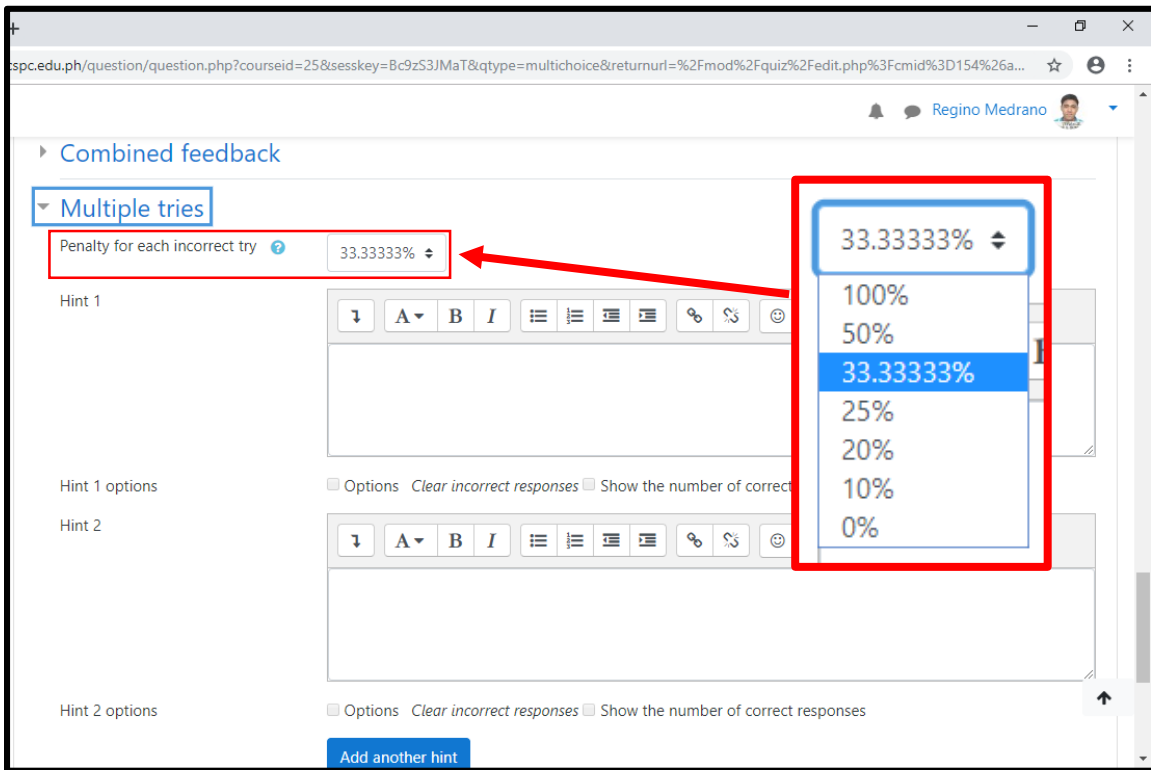 cspc.edu.ph/question/question.php?courseid=25&sesskey=Bc9zS3JMaT&qtype=multichoice&returnurl=%2Fmod%2Fquiz%2Fedit.php%3Fcmid%3D154%26a...
Regino Medrano
Combined feedback
Multiple tries
Penalty for each incorrect try
33.33333%
33.33333%
100%
50%
33.33333%
25%
20%
10%
0%
Hint 1
A B I
Hint 1 options
Options Clear incorrect responses Show the number of correct
Hint 2
A B I
Hint 2 options
Options Clear incorrect responses Show the number of correct responses
Add another hint